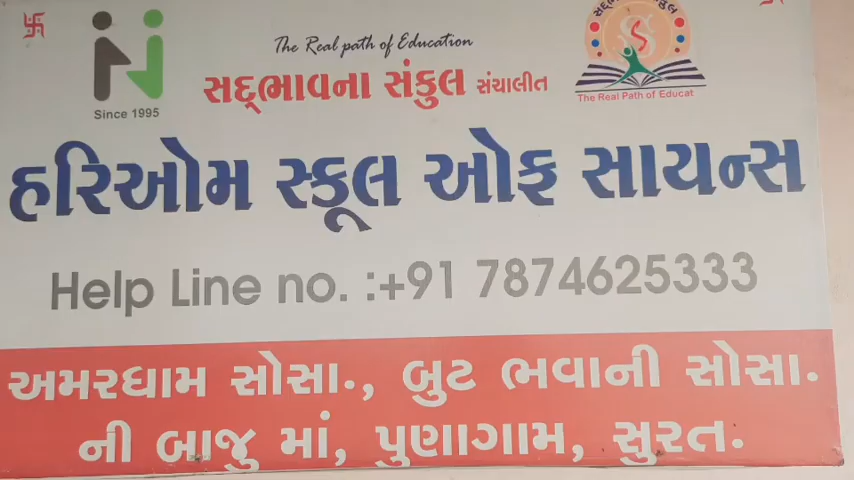 The Real path of Education
Since 1995
સદ્ભાવના સંકુલ સંચાલીત
The Real Path of Educat
હરિઓમ સ્કૂલ ઓફ સાયન્સ
Help Line no. :+91 7874625333
અમરધામ સોસા., બુટ ભવાની સોસા.
ની બાજુ માં, પુણાગામ, સુરત.